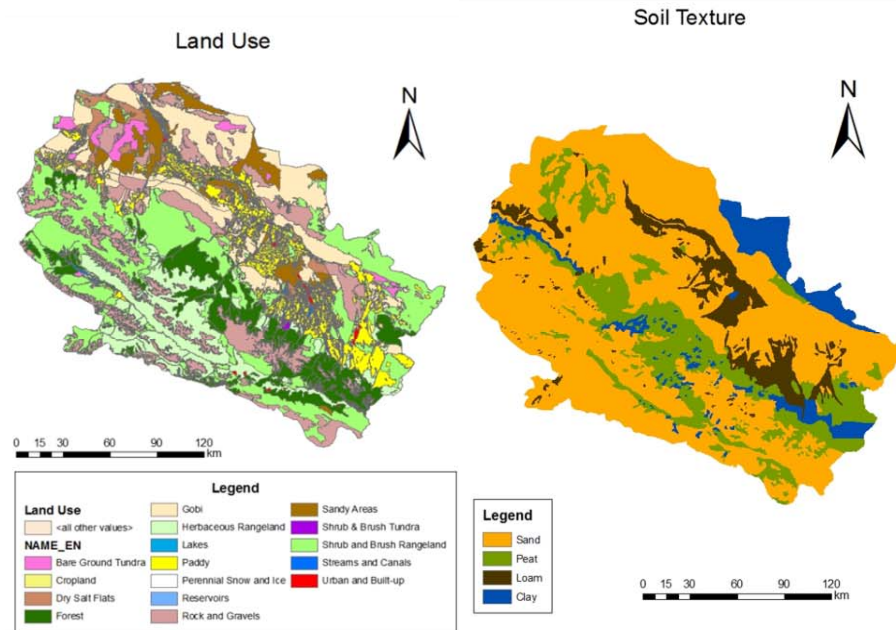 Land Use
N
0 15 30 60 90 120
km
Legend
Land Use
<all other values>
NAME_EN
Bare Ground Tundra
Cropland
Dry Salt Flats
Forest
Gobi
Herbaceous Rangeland
Lakes
Paddy
Perennial Snow and Ice
Reservoirs
Rock and Gravels
Sandy Areas
Shrub & Brush Tundra
Shrub and Brush Rangeland
Streams and Canals
Urban and Built-up
Soil Texture
N
Legend
Sand
Peat
Loam
Clay
0 15 30 60 90 120
km